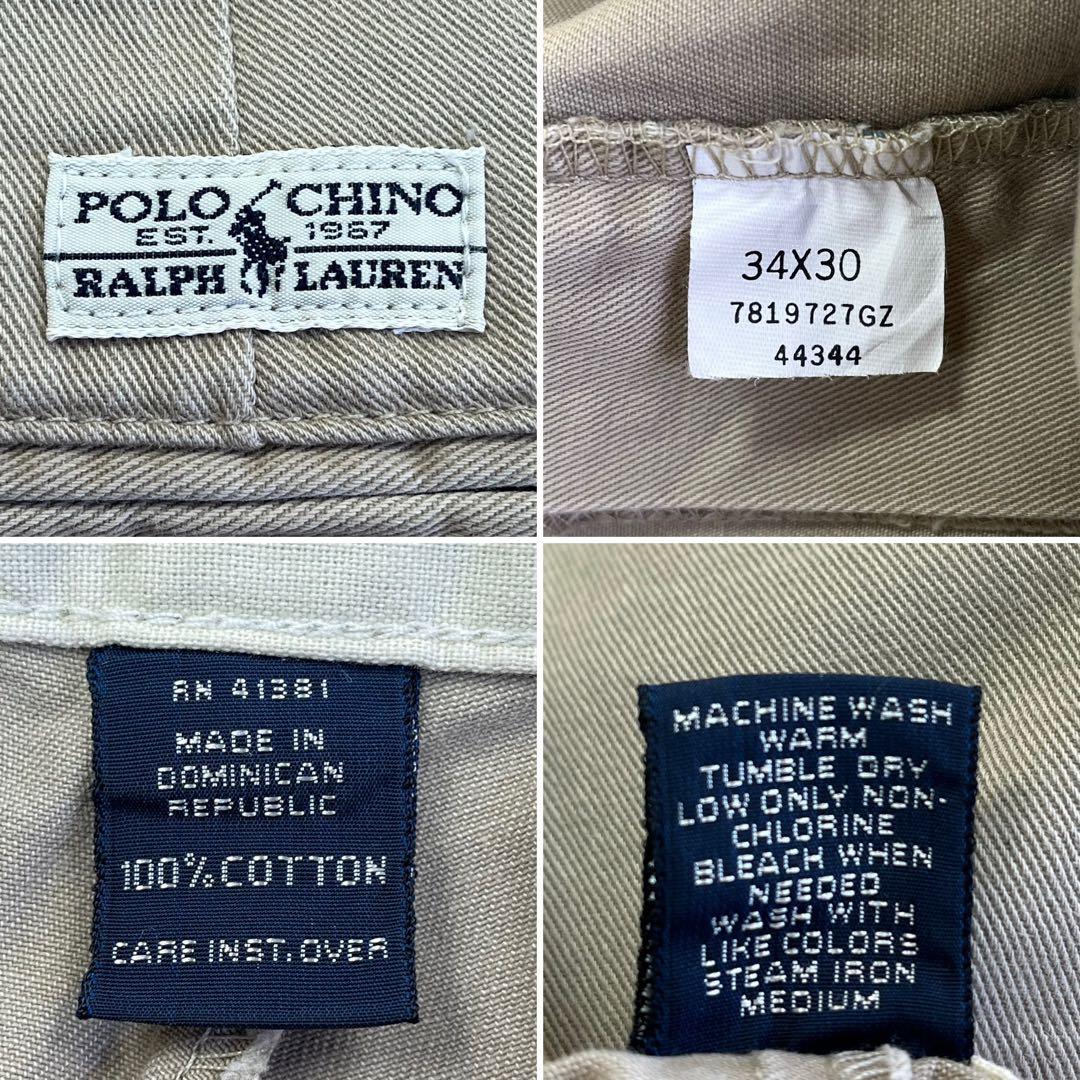 POLO CHINO
EST. 1967
RALPH LAUREN
34X30
7819727GZ
44344
RN 41381
MADE IN
DOMINICAN
REPUBLIC
100% COTTON
CARE INST. OVER
MACHINE WASH
WARM
TUMBLE DRY
LOW ONLY NON-
CHLORINE
BLEACH WHEN
NEEDED
WASH WITH
LIKE COLORS
STEAM IRON
MEDIUM